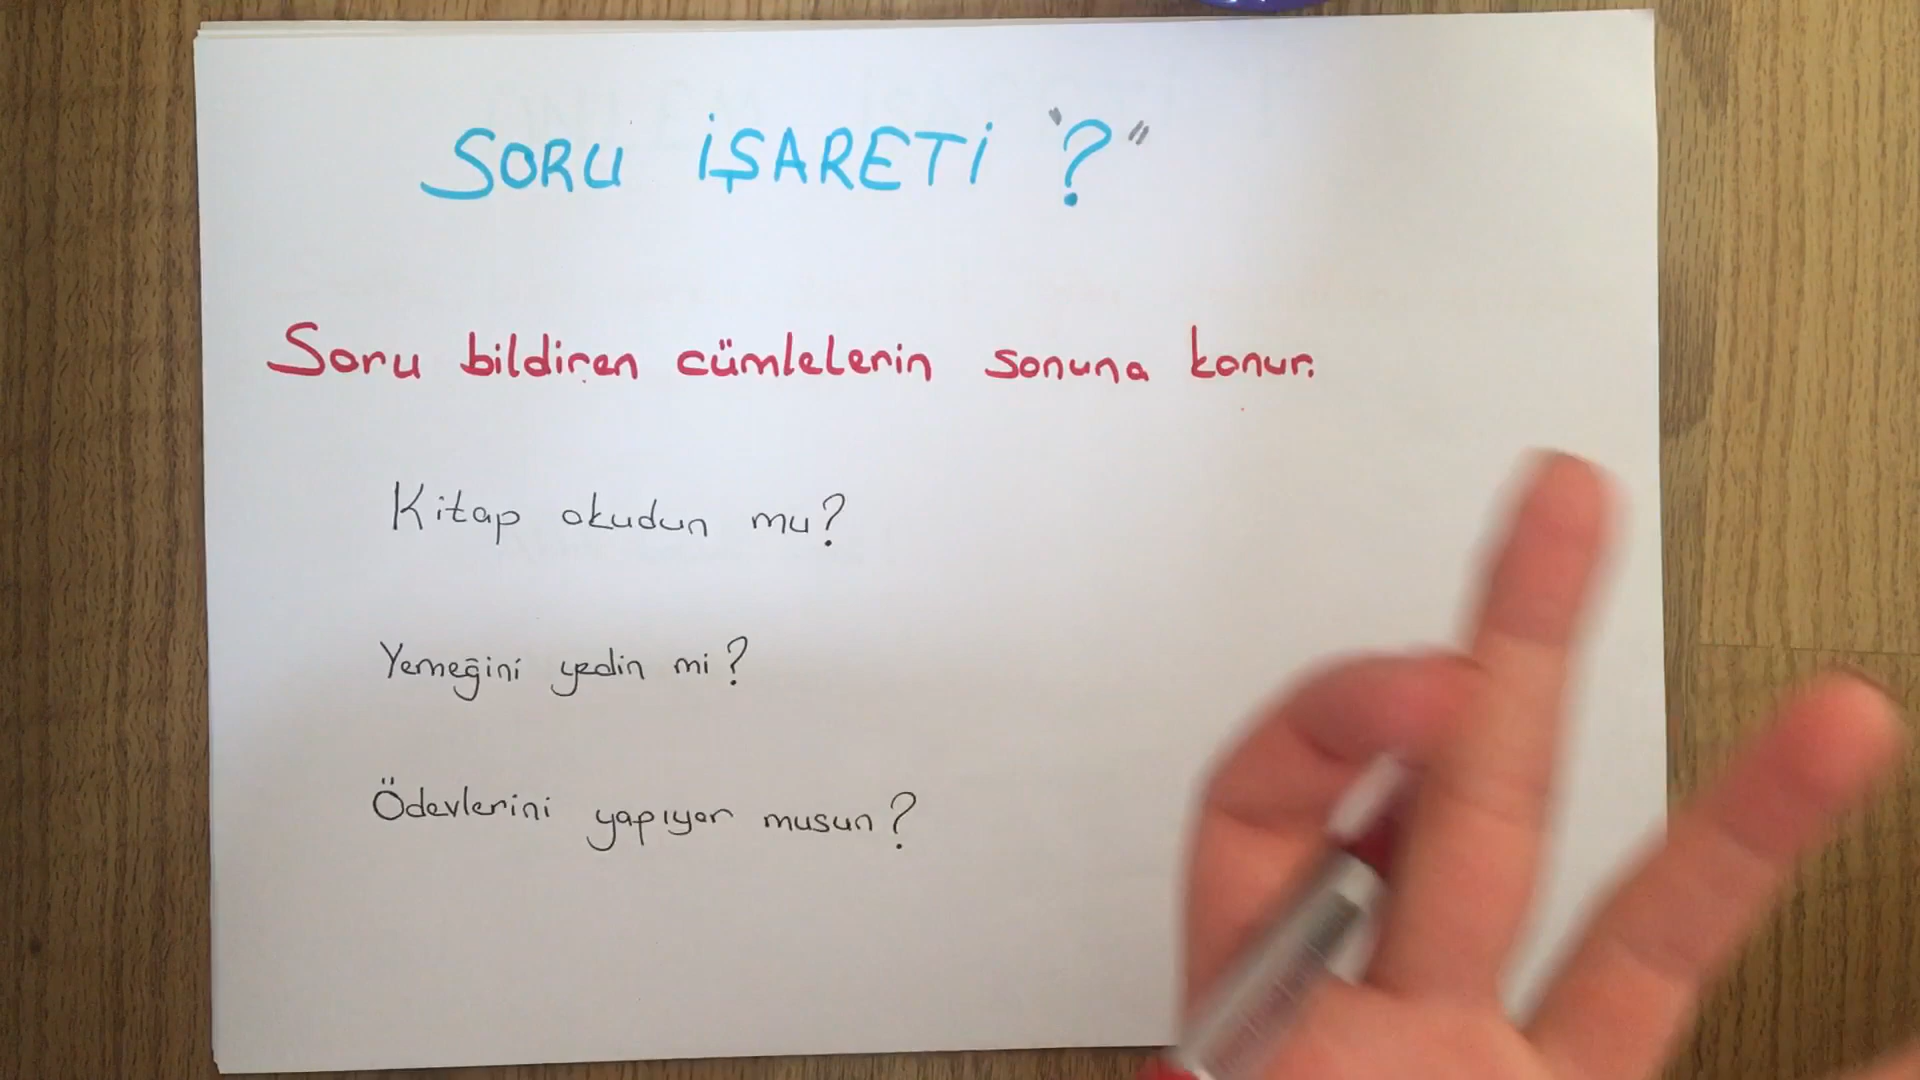 SORU İŞARETİ "?"
Soru bildiren cümlelerin sonuna konur.
Kitap okudun mu?
Yemeğini yedin mi?
Ödevlerini yapıyor musun?